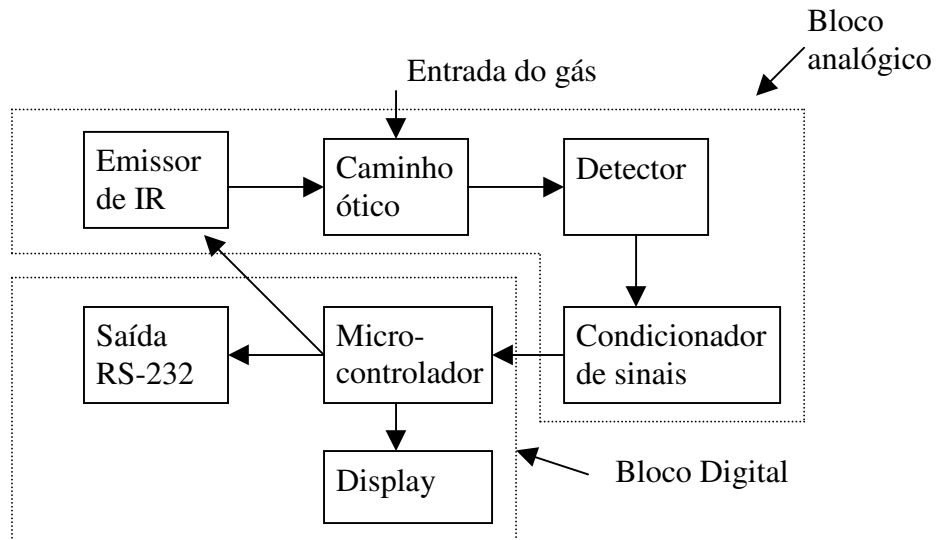 Bloco
analógico
Entrada do gás
Emissor
de IR
Caminho
ótico
Detector
Saída
RS-232
Micro-
controlador
Condicionador
de sinais
Display
Bloco Digital